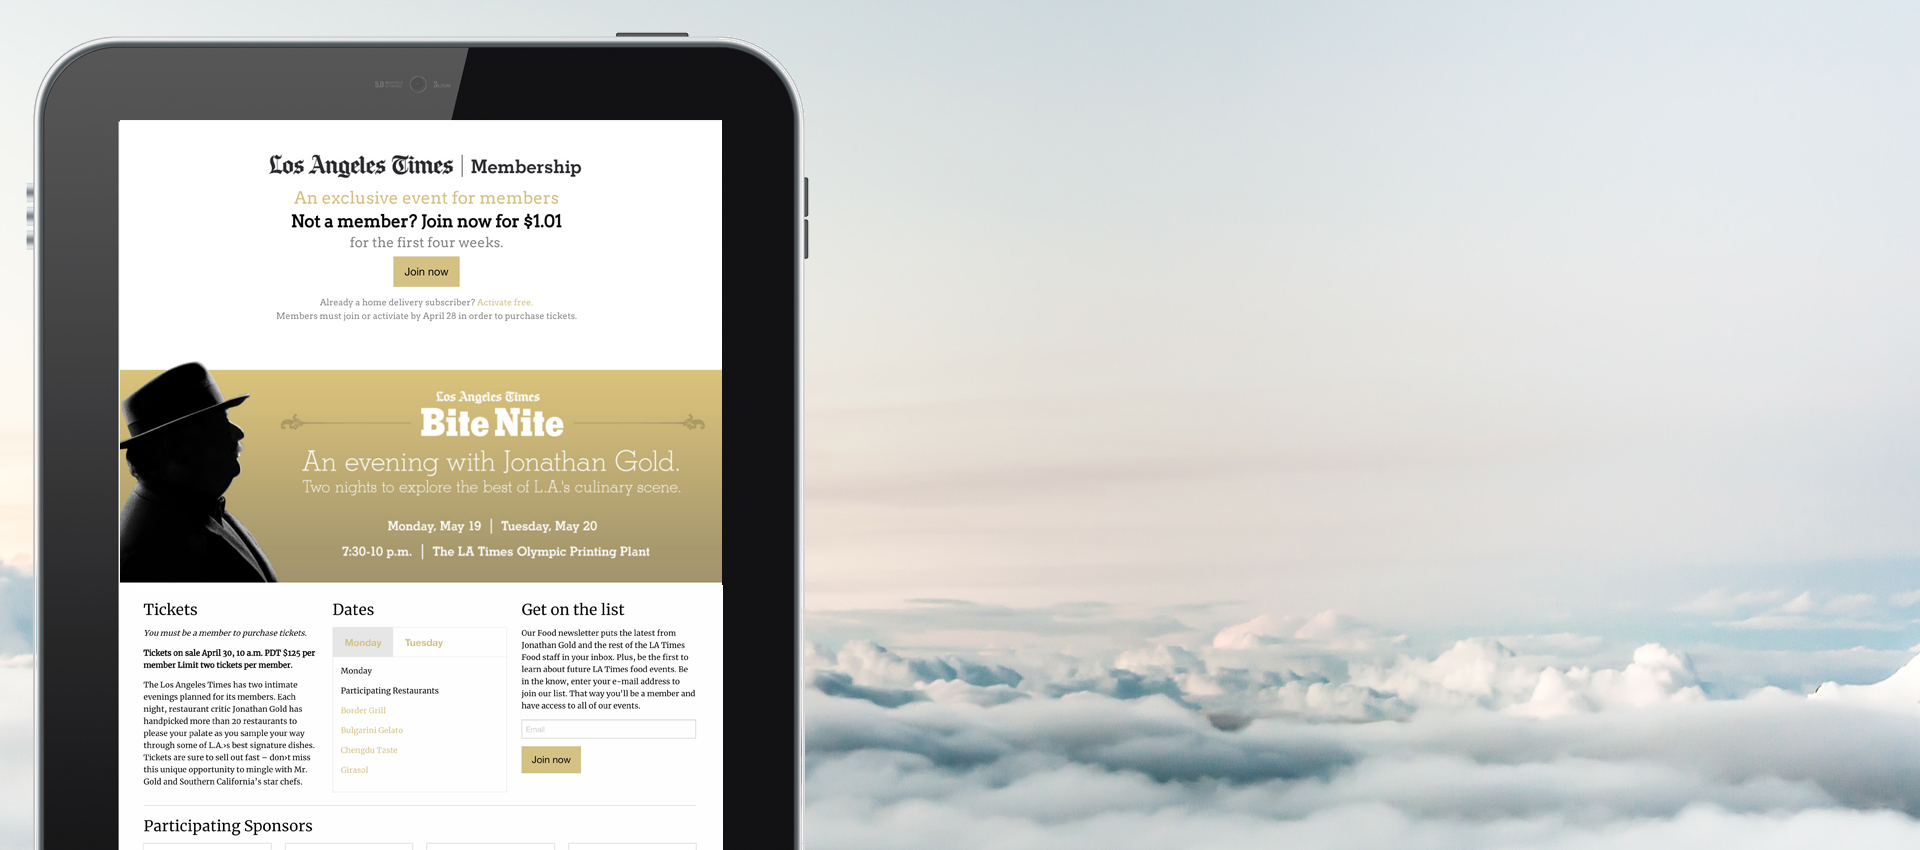 5.0
Los Angeles Times | Membership
An exclusive event for members
Not a member? Join now for $1.01
for the first four weeks.
Join now
Already a home delivery subscriber? Activate free.
Members must join or activiate by April 28 in order to purchase tickets.
Los Angeles Times
Bite Nite
An evening with Jonathan Gold.
Two nights to explore the best of L.A.'s culinary scene.
Monday, May 19 | Tuesday, May 20
7:30-10 p.m. | The LA Times Olympic Printing Plant
Tickets
You must be a member to purchase tickets.
Tickets on sale April 30, 10 a.m. PDT $125 per
member Limit two tickets per member.
The Los Angeles Times has two intimate
evenings planned for its members. Each
night, restaurant critic Jonathan Gold has
handpicked more than 20 restaurants to
please your palate as you sample your way
through some of L.A.›s best signature dishes.
Tickets are sure to sell out fast – don›t miss
this unique opportunity to mingle with Mr.
Gold and Southern California's star chefs.
Dates
Monday Tuesday
Monday
Participating Restaurants
Border Grill
Bulgarini Gelato
Chengdu Taste
Girasol
Get on the list
Our Food newsletter puts the latest from
Jonathan Gold and the rest of the LA Times
Food staff in your inbox. Plus, be the first to
learn about future LA Times food events. Be
in the know, enter your e-mail address to
join our list. That way you'll be a member and
have access to all of our events.
Email
Join now
Participating Sponsors